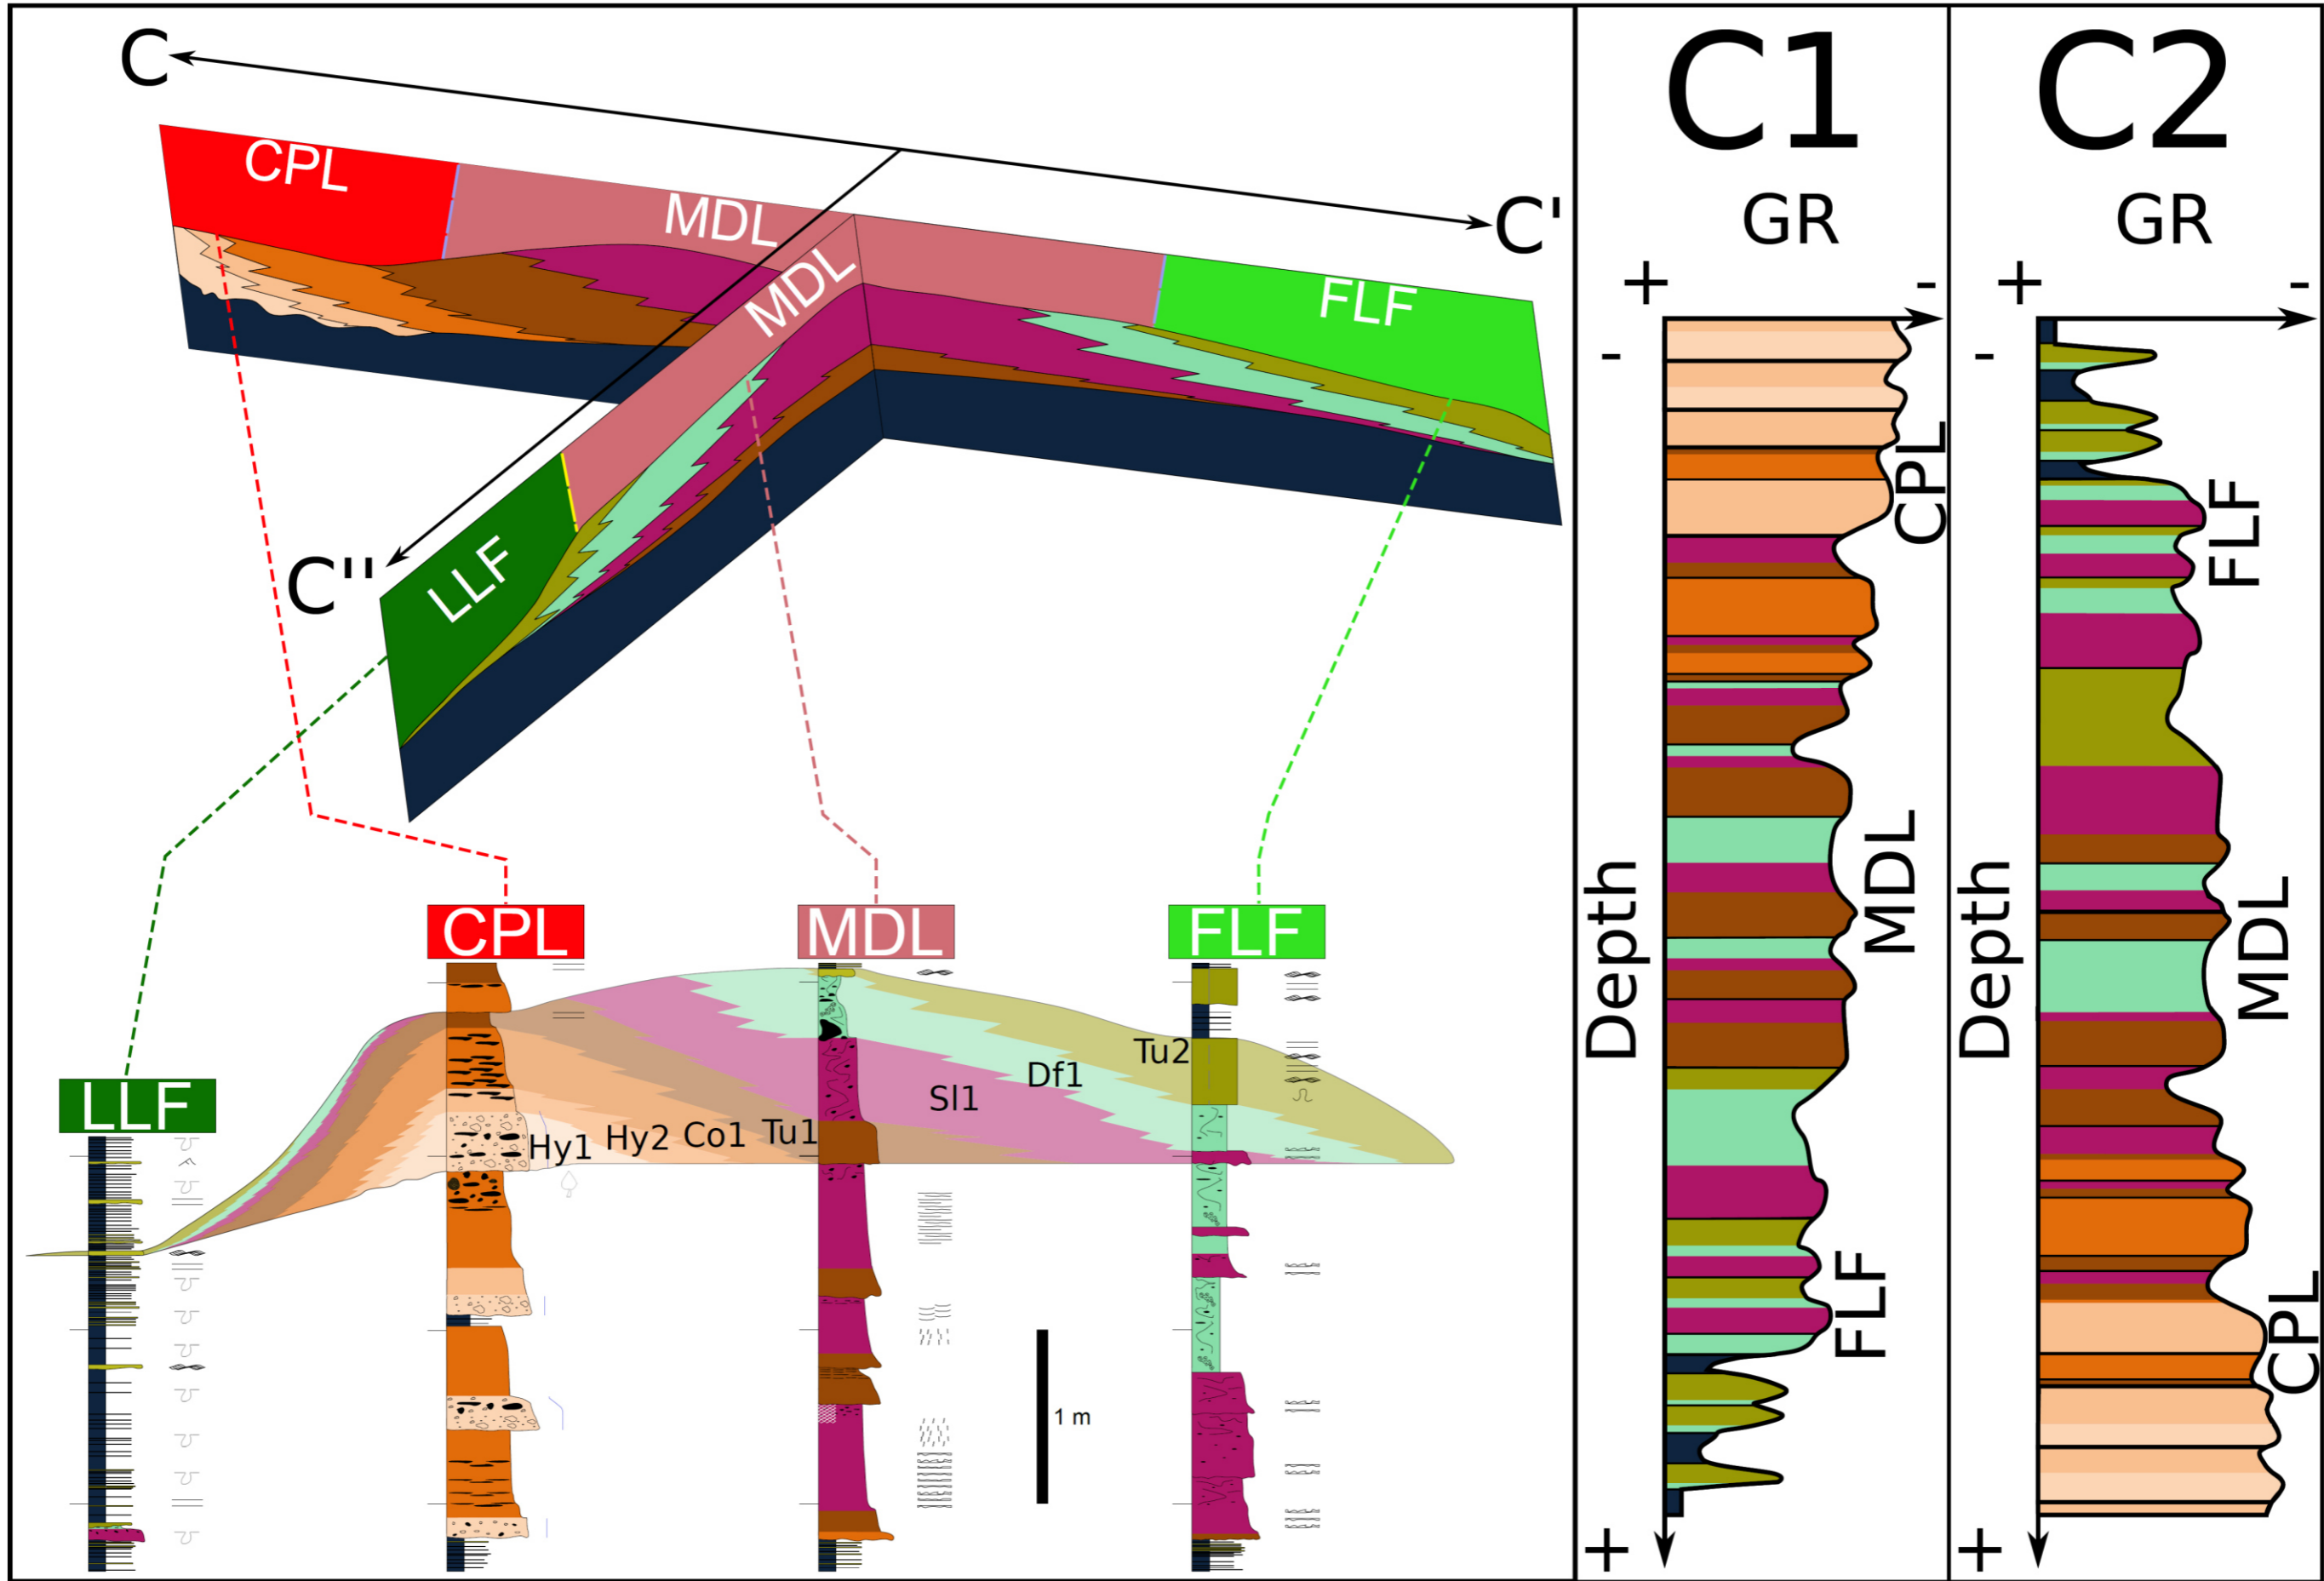 C
C'
C''
CPL
MDL
MDL
FLF
LLF
CPL
MDL
FLF
LLF
Hy1
Hy2
Co1
Tu1
Sl1
Df1
Tu2
1 m
C1
GR
+
-
-
Depth
CPL
MDL
FLF
+
C2
GR
+
-
-
Depth
FLF
MDL
CPL
+